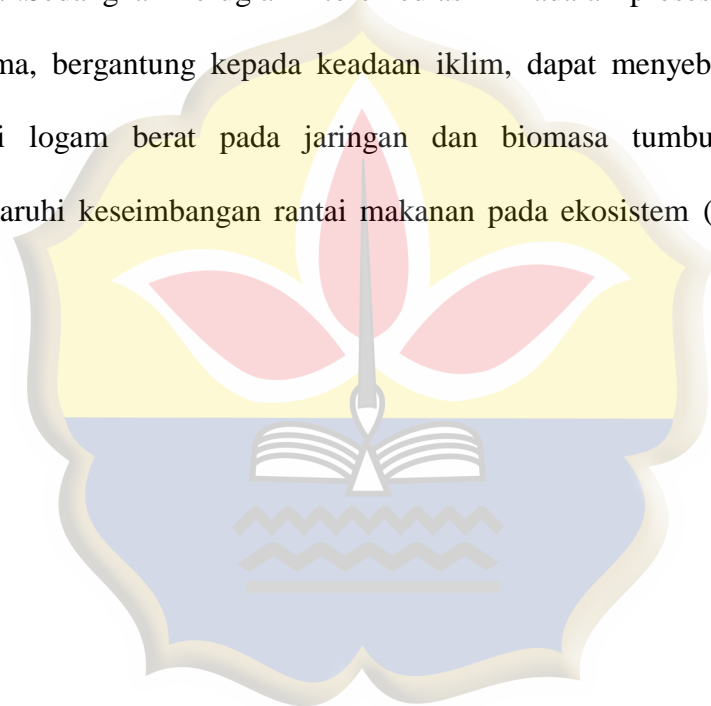 ma, bergantung kepada keadaan iklim, dapat menyeb
i logam berat pada jaringan dan biomasa tumbu
aruhi keseimbangan rantai makanan pada ekosistem (